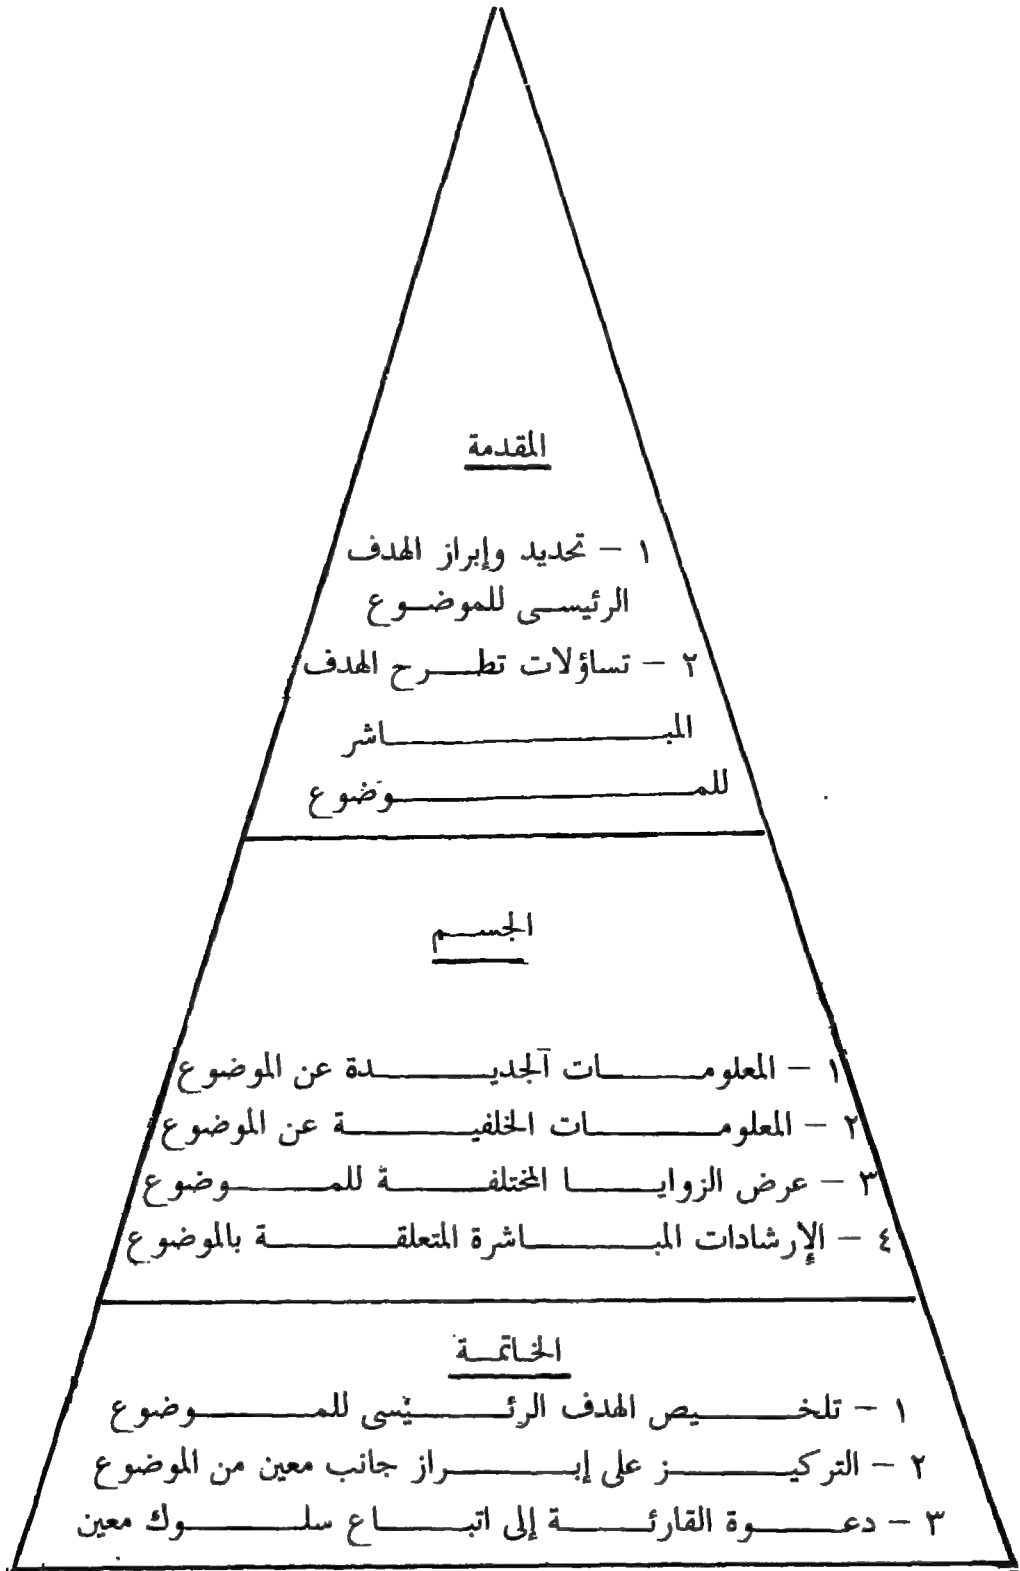 المقدمة
١ - تحديد وإبراز الهدف
الرئيسى للموضوع
٢ - تساؤلات تطرح الهدف
المباشر
للموضوع
الجسم
١ - المعلومات الجديدة عن الموضوع
٢ - المعلومات الخلفية عن الموضوع
٣ - عرض الزوايا المختلفة للموضوع
٤ - الإرشادات المباشرة المتعلقة بالموضوع
الخاتمة
١ - تلخيص الهدف الرئيسى للموضوع
٢ - التركيز على إبراز جانب معين من الموضوع
٣ - دعوة القارئة إلى اتباع سلوك معين